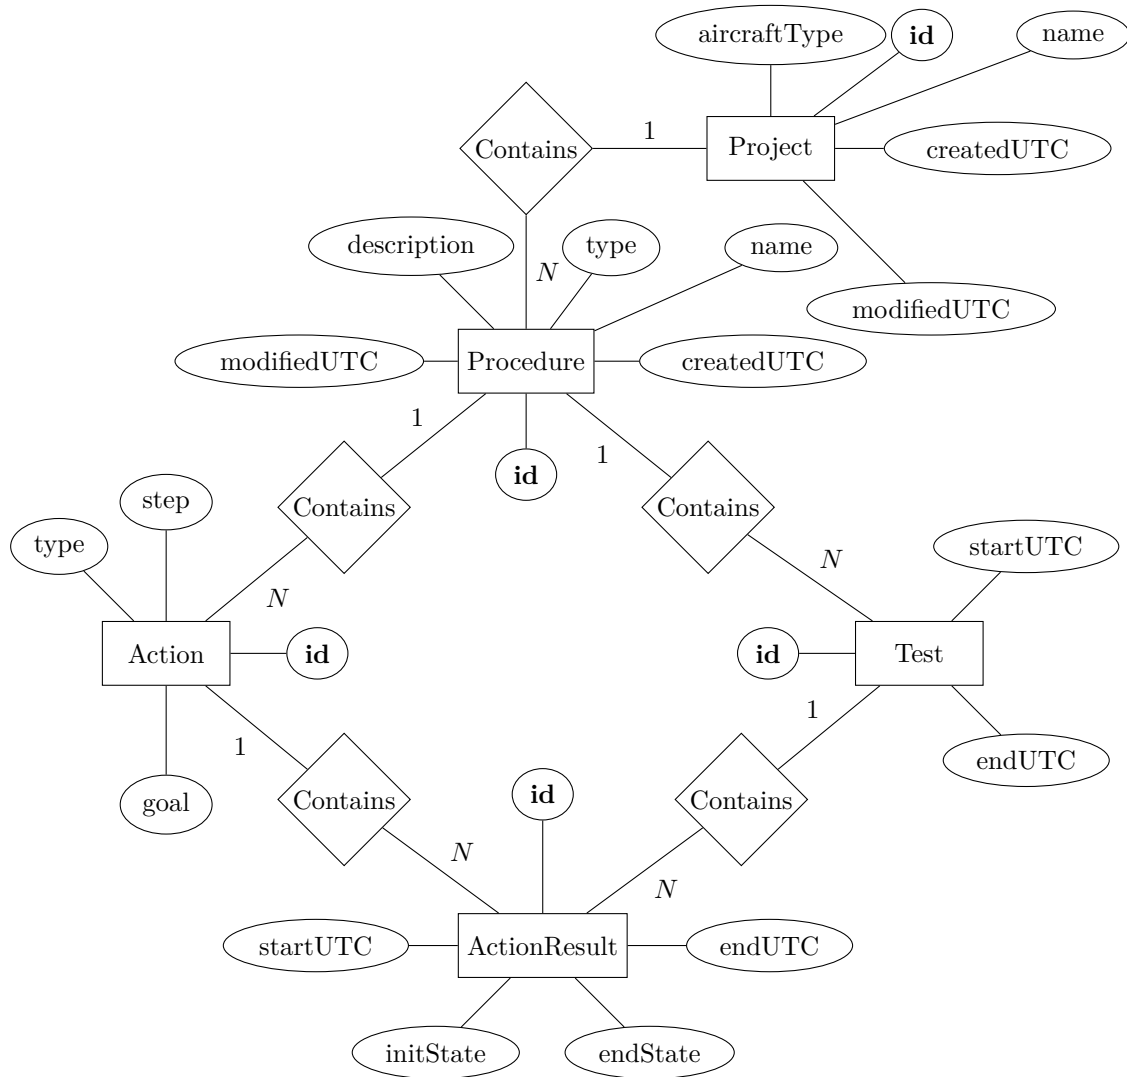 aircraftType
id
name
Contains
1
Project
createdUTC
description
type
name
N
modifiedUTC
modifiedUTC
Procedure
createdUTC
1
1
id
step
Contains
Contains
type
startUTC
N
N
Action
id
id
Test
1
1
endUTC
goal
Contains
id
Contains
N
N
startUTC
ActionResult
endUTC
initState
endState